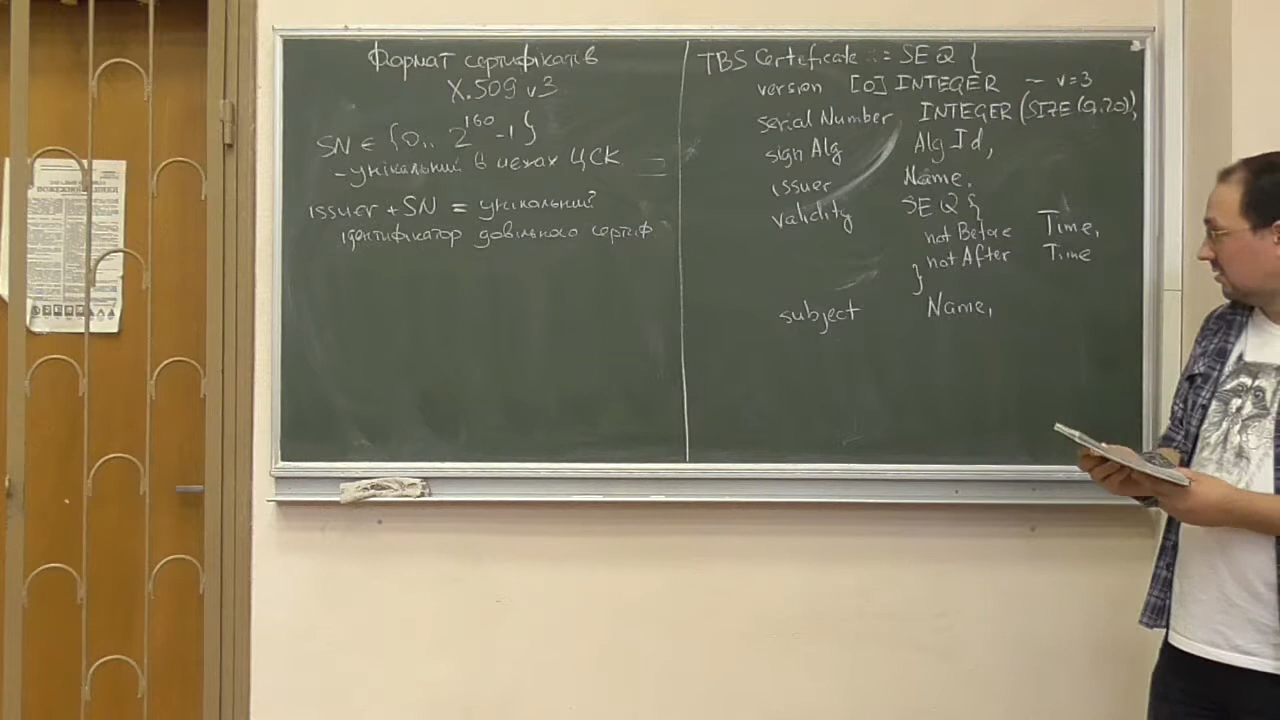 Формат сертифікатів
X.509 v3
SN ∈ {0.. 2^160 -1}
- унікальний в межах ЦСК
issuer + SN = унікальний
ідентифікатор довільного сертиф
TBS Certeficate ::= SEQ {
version [0] INTEGER ~ v=3
serial Number INTEGER (SIZE(0,20)),
sign Alg Alg Id,
issuer Name,
validity SEQ {
not Before Time,
not After Time
}
subject Name,